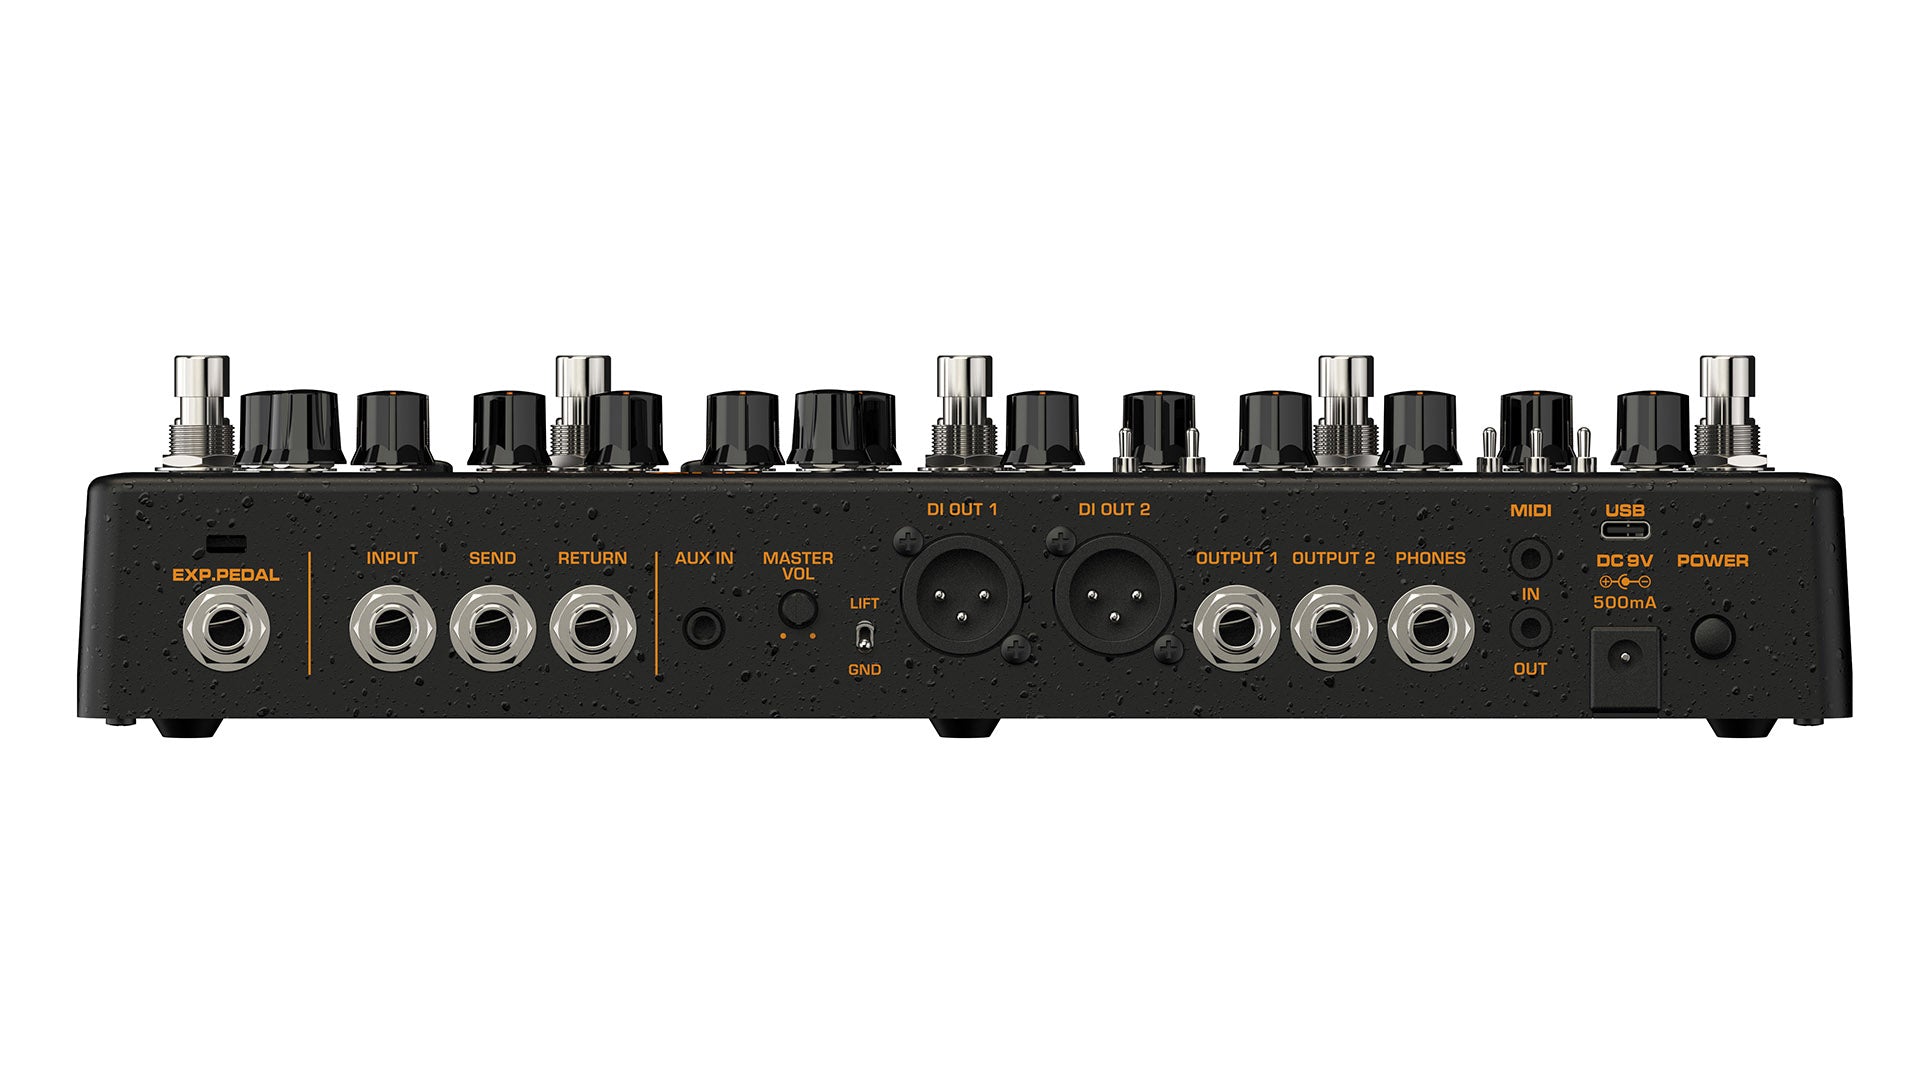 EXP.PEDAL
INPUT
SEND
RETURN
AUX IN
MASTER
VOL
LIFT
GND
DI OUT 1
DI OUT 2
OUTPUT 1
OUTPUT 2
PHONES
MIDI
IN
OUT
USB
DC 9V
500mA
POWER